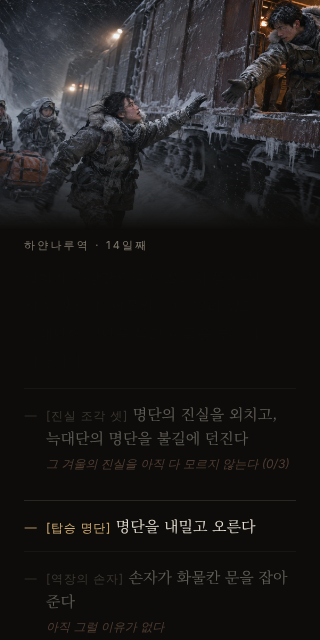 하얀나루역 · 14일째
— [진실 조각 셋] 명단의 진실을 외치고,
늑대단의 명단을 불길에 던진다
그 겨울의 진실을 아직 다 모르지 않는다 (0/3)
— [탑승 명단] 명단을 내밀고 오른다
— [역장의 손자] 손자가 화물칸 문을 잡아
준다
아직 그럴 이유가 없다